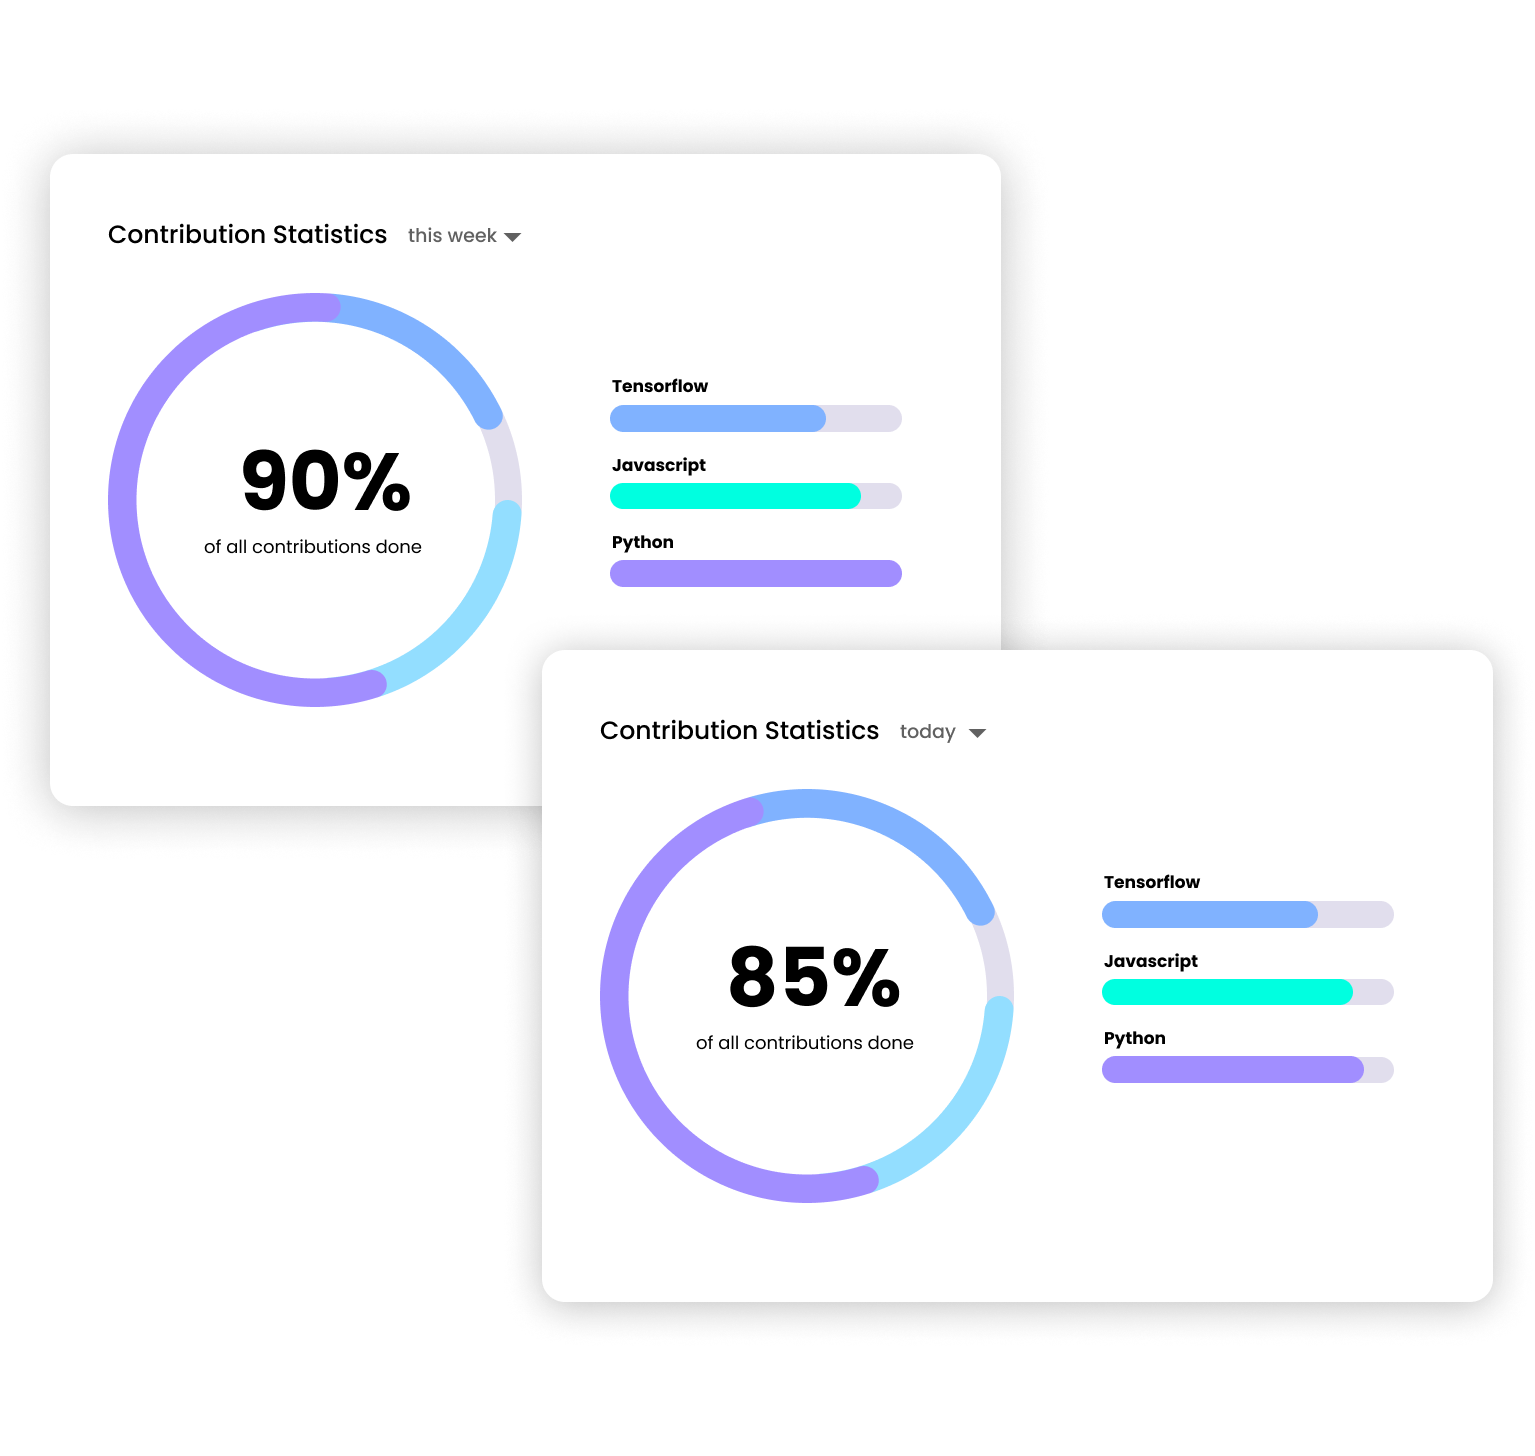 Contribution Statistics this week
90%
of all contributions done
Tensorflow
Javascript
Python
Contribution Statistics today
85%
of all contributions done
Tensorflow
Javascript
Python